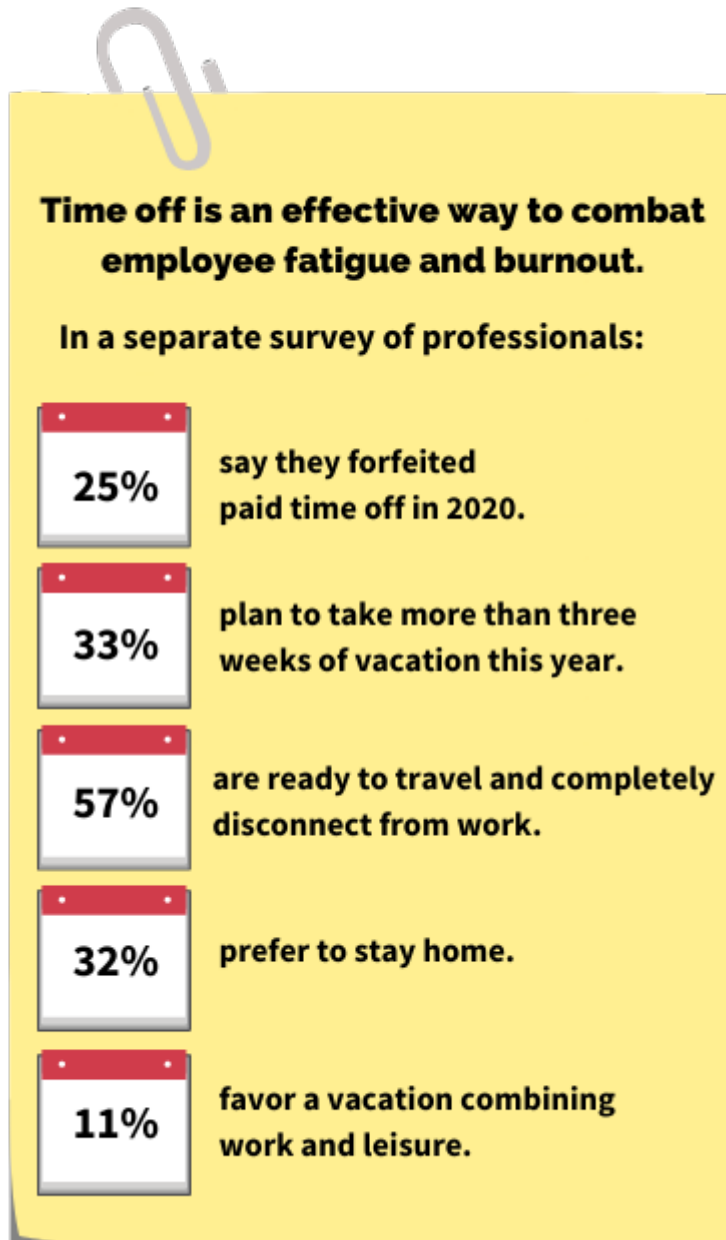 Time off is an effective way to combat
employee fatigue and burnout.
In a separate survey of professionals:
25%
say they forfeited
paid time off in 2020.
33%
plan to take more than three
weeks of vacation this year.
57%
are ready to travel and completely
disconnect from work.
32%
prefer to stay home.
11%
favor a vacation combining
work and leisure.